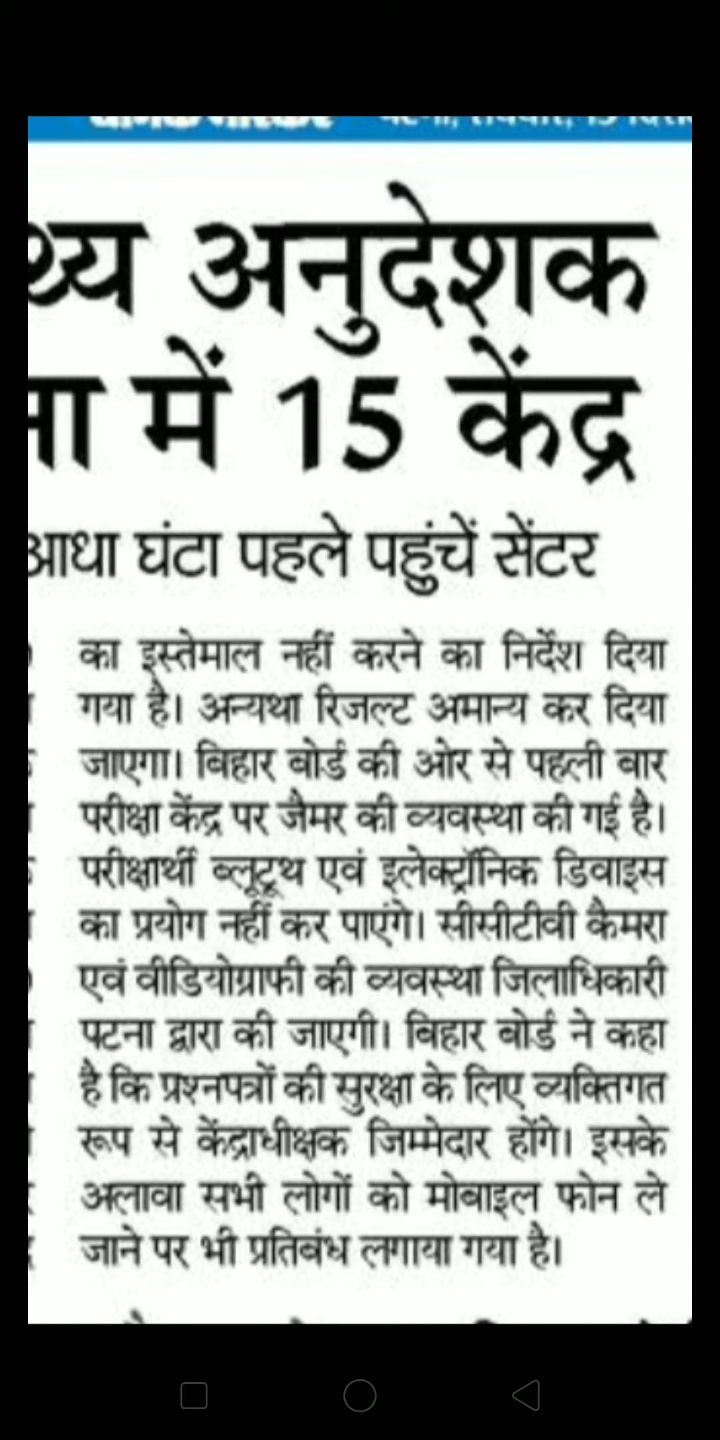 अनुदेशक
में 15 केंद्र
आधा घंटा पहले पहुंचें सेंटर
का इस्तेमाल नहीं करने का निर्देश दिया
गया है। अन्यथा रिजल्ट अमान्य कर दिया
जाएगा। बिहार बोर्ड की ओर से पहली बार
परीक्षा केंद्र पर जैमर की व्यवस्था की गई है।
परीक्षार्थी ब्लूटूथ एवं इलेक्ट्रॉनिक डिवाइस
का प्रयोग नहीं कर पाएंगे। सीसीटीवी कैमरा
एवं वीडियोग्राफी की व्यवस्था जिलाधिकारी
पटना द्वारा की जाएगी। बिहार बोर्ड ने कहा
है कि प्रश्नपत्रों की सुरक्षा के लिए व्यक्तिगत
रूप से केंद्राधीक्षक जिम्मेदार होंगे। इसके
अलावा सभी लोगों को मोबाइल फोन ले
जाने पर भी प्रतिबंध लगाया गया है।